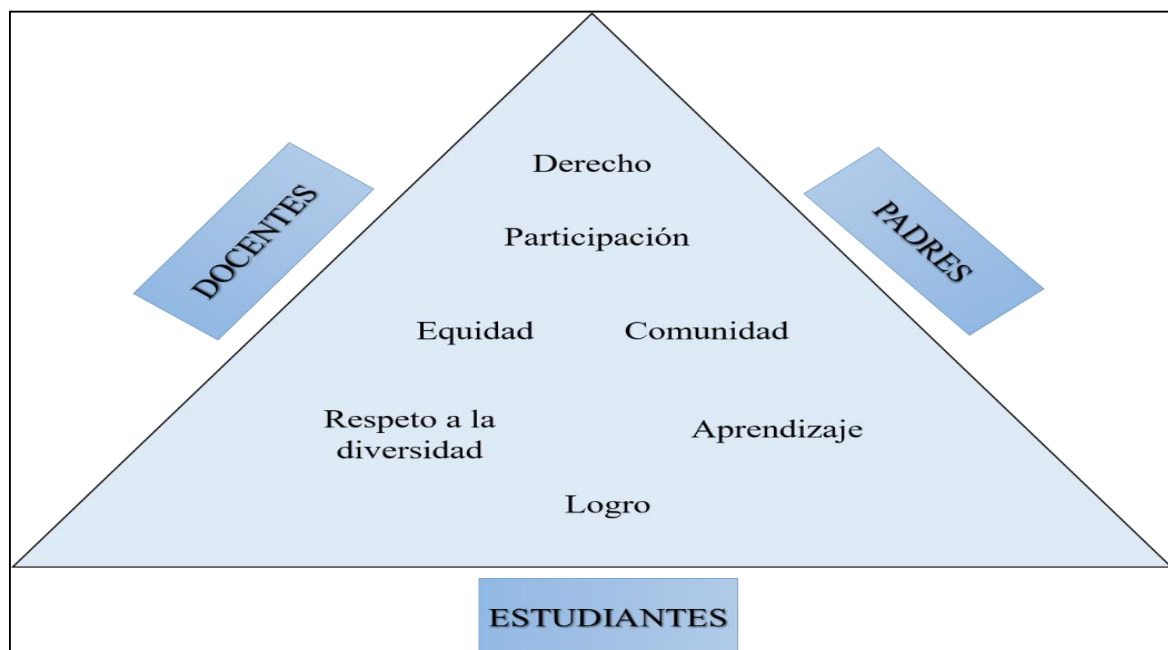 Derecho
DOCENTES
PADRES
Participación
Equidad
Comunidad
Respeto a la
diversidad
Aprendizaje
Logro
ESTUDIANTES